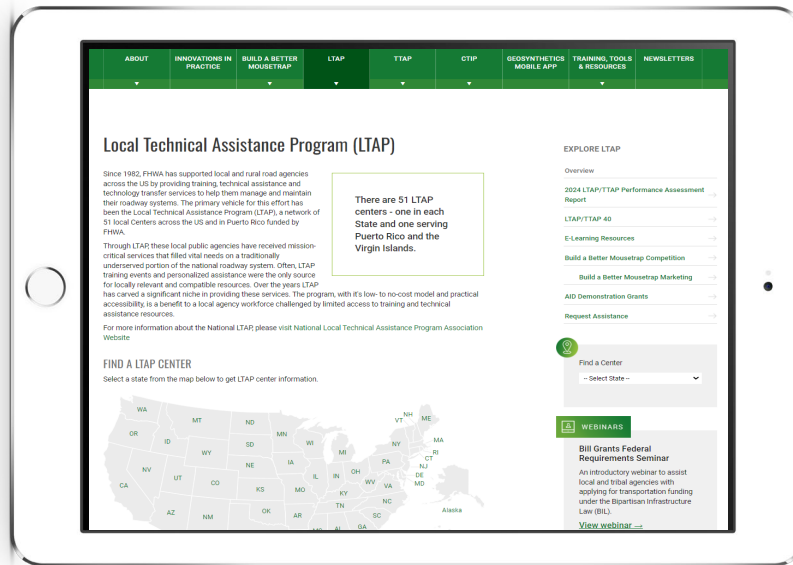 ABOUT
INNOVATIONS IN
PRACTICE
BUILD A BETTER
MOUSETRAP
LTAP
TTAP
CTIP
GEOSYNTHETICS
MOBILE APP
TRAINING, TOOLS
& RESOURCES
NEWSLETTERS
Local Technical Assistance Program (LTAP)
Since 1982, FHWA has supported local and rural road agencies
across the US by providing training, technical assistance and
technology transfer services to help them manage and maintain
their roadway systems. The primary vehicle for this effort has
been the Local Technical Assistance Program (LTAP), a network of
51 local Centers across the US and in Puerto Rico funded by
FHWA.
There are 51 LTAP
centers - one in each
State and one serving
Puerto Rico and the
Virgin Islands.
Through LTAP, these local public agencies have received mission-
critical services that filled vital needs on a traditionally
underserved portion of the national roadway system. Often, LTAP
training events and personalized assistance were the only source
for locally relevant and compatible resources. Over the years LTAP
has carved a significant niche in providing these services. The program, with it's low- to no-cost model and practical
accessibility, is a benefit to a local agency workforce challenged by limited access to training and technical
assistance resources.
For more information about the National LTAP, please visit National Local Technical Assistance Program Association
Website
FIND A LTAP CENTER
Select a state from the map below to get LTAP center information.
WA
MT
ND
MN
OR
ID
SD
WI
MI
NY
VT
NH
ME
MA
RI
CT
NJ
DE
MD
WY
NE
IA
PA
NV
UT
CO
IL
IN
OH
WV
VA
CA
KS
MO
KY
NC
AZ
NM
OK
AR
TN
SC
Alaska
MS
AL
GA
EXPLORE LTAP
Overview
2024 LTAP/TTAP Performance Assessment
Report
LTAP/TTAP 40
E-Learning Resources
Build a Better Mousetrap Competition
Build a Better Mousetrap Marketing
AID Demonstration Grants
Request Assistance
Find a Center
-- Select State --
WEBINARS
Bill Grants Federal
Requirements Seminar
An introductory webinar to assist
local and tribal agencies with
applying for transportation funding
under the Bipartisan Infrastructure
Law (BIL).
View webinar →